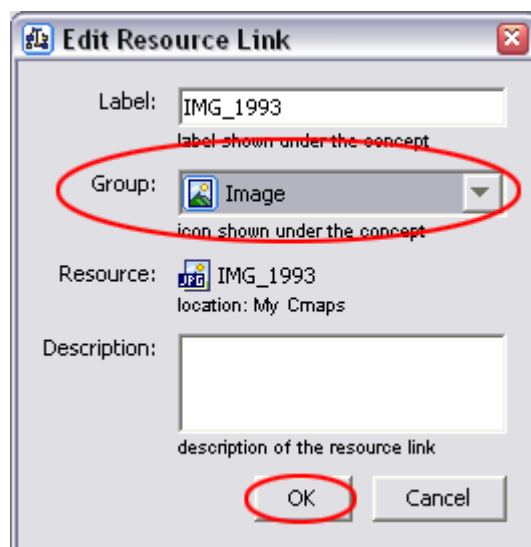 Edit Resource Link
Label: IMG_1993
label shown under the concept
Group: Image
icon shown under the concept
Resource: JPG IMG_1993
location: My Cmaps
Description:
description of the resource link
OK Cancel